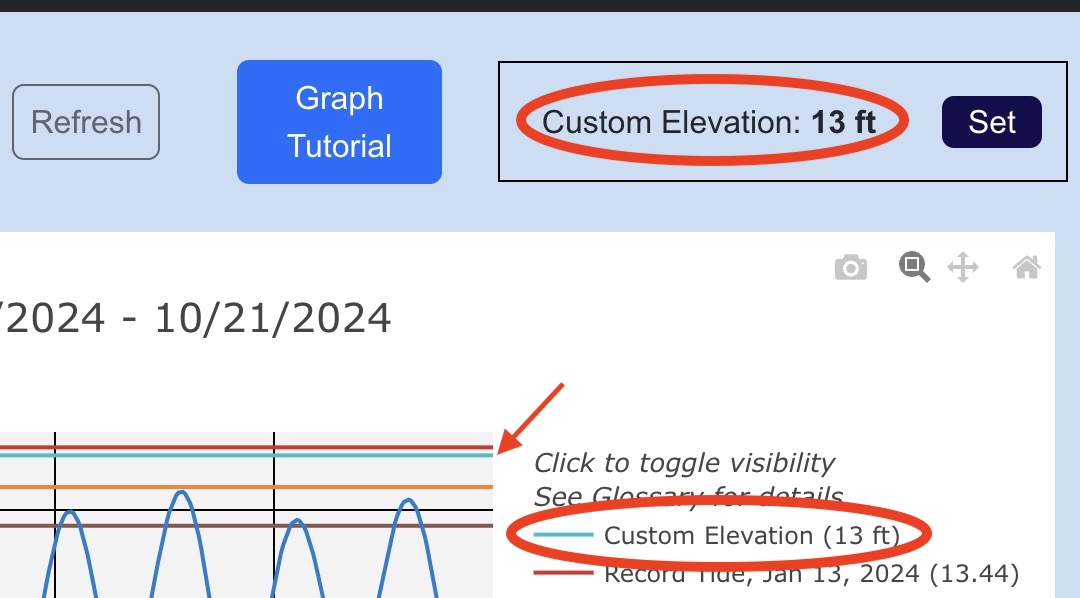 Refresh
Graph
Tutorial
Custom Elevation: 13 ft
Set
/2024 - 10/21/2024
Click to toggle visibility
See Glossary for details
Custom Elevation (13 ft)
Record Tide, Jan 13, 2024 (13.44)